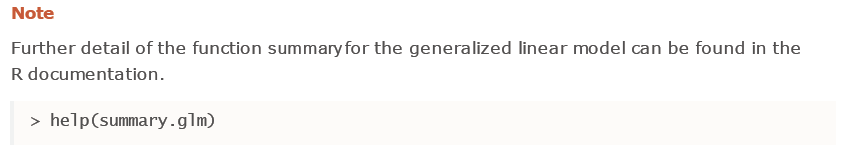 Note
Further detail of the function summaryfor the generalized linear model can be found in the
R documentation.
> help(summary.glm)